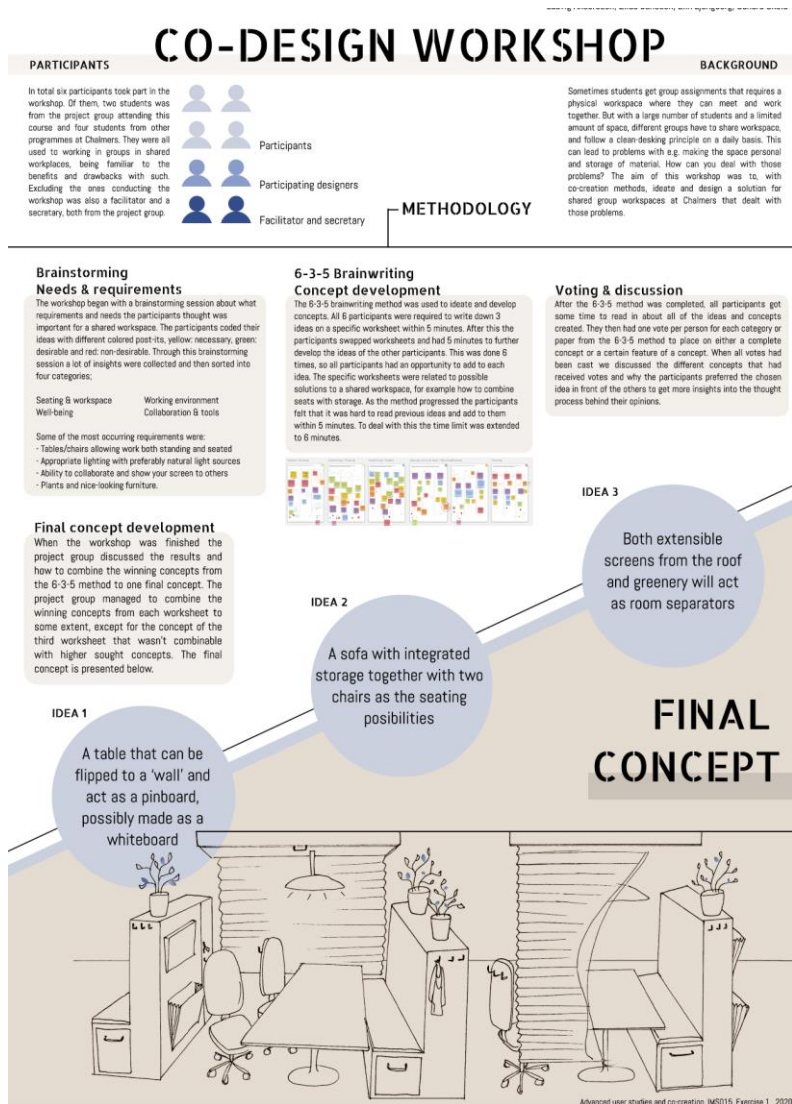 CO-DESIGN WORKSHOP
PARTICIPANTS
In total six participants took part in the
workshop. Of them, two students was
from the project group attending this
course and four students from other
programmes at Chalmers. They were all
used to working in groups in shared
workplaces, being familiar to the
benefits and drawbacks with such.
Excluding the ones conducting the
workshop was also a facilitator and a
secretary, both from the project group.
Participants
Participating designers
Facilitator and secretary
BACKGROUND
Sometimes students get group assignments that requires a
physical workspace where they can meet and work
together. But with a large number of students and a limited
amount of space, different groups have to share workspace,
and follow a clean-desking principle on a daily basis. This
can lead to problems with e.g. making the space personal
and storage of material. How can you deal with those
problems? The aim of this workshop was to, with
co-creation methods, ideate and design a solution for
shared group workspaces at Chalmers that dealt with
those problems.
METHODOLOGY
Brainstorming
Needs & requirements
The workshop began with a brainstorming session about what
requirements and needs the participants thought was
important for a shared workspace. The participants coded their
ideas with different colored post-its, yellow: necessary, green:
desirable and red: non-desirable. Through this brainstorming
session a lot of insights were collected and then sorted into
four categories;
Seating & workspace Working environment
Well-being Collaboration & tools
Some of the most occurring requirements were:
- Tables/chairs allowing work both standing and seated
- Appropriate lighting with preferably natural light sources
- Ability to collaborate and show your screen to others
- Plants and nice-looking furniture.
6-3-5 Brainwriting
Concept development
The 6-3-5 brainwriting method was used to ideate and develop
concepts. All 6 participants were required to write down 3
ideas on a specific worksheet within 5 minutes. After this the
participants swapped worksheets and had 5 minutes to further
develop the ideas of the other participants. This was done 6
times, so all participants had an opportunity to add to each
idea. The specific worksheets were related to possible
solutions to a shared workspace, for example how to combine
seats with storage. As the method progressed the participants
felt that it was hard to read previous ideas and add to them
within 5 minutes. To deal with this the time limit was extended
to 6 minutes.
Voting & discussion
After the 6-3-5 method was completed, all participants got
some time to read in about all of the ideas and concepts
created. They then had one vote per person for each category or
paper from the 6-3-5 method to place on either a complete
concept or a certain feature of a concept. When all votes had
been cast we discussed the different concepts that had
received votes and why the participants preferred the chosen
idea in front of the others to get more insights into the thought
process behind their opinions.
Final concept development
When the workshop was finished the
project group discussed the results and
how to combine the winning concepts from
the 6-3-5 method to one final concept. The
project group managed to combine the
winning concepts from each worksheet to
some extent, except for the concept of the
third worksheet that wasn't combinable
with higher sought concepts. The final
concept is presented below.
IDEA 1
A table that can be
flipped to a 'wall' and
act as a pinboard,
possibly made as a
whiteboard
IDEA 2
A sofa with integrated
storage together with two
chairs as the seating
posibilities
IDEA 3
Both extensible
screens from the roof
and greenery will act
as room separators
FINAL
CONCEPT
Advanced user studies and co-creation, IMS015, Exercise 1, 2020